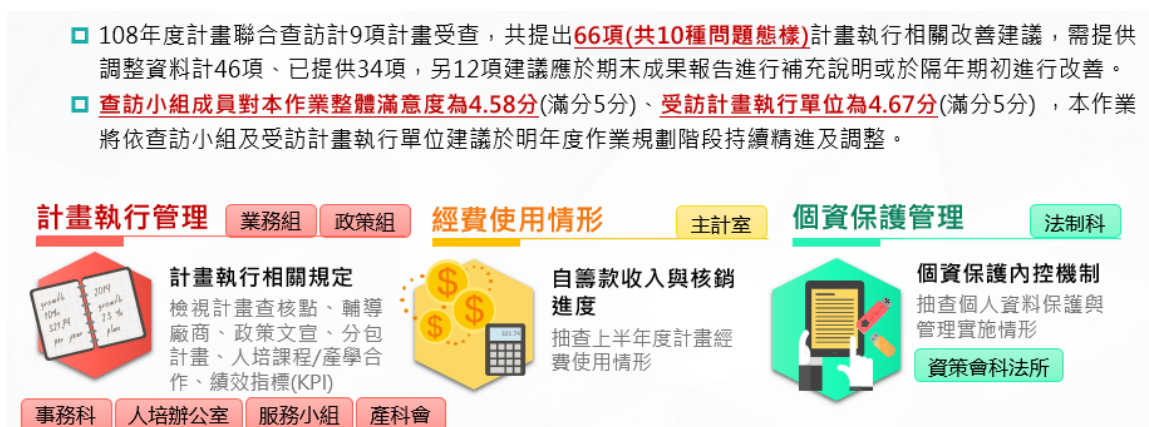 108年度計畫聯合查訪計9項計畫受查，共提出66項(共10種問題態樣)計畫執行相關改善建議，需提供
調整資料計46項、已提供34項，另12項建議應於期末成果報告進行補充說明或於隔年期初進行改善。
查訪小組成員對本作業整體滿意度為4.58分(滿分5分)、受訪計畫執行單位為4.67分(滿分5分)，本作業
將依查訪小組及受訪計畫執行單位建議於明年度作業規劃階段持續精進及調整。
計畫執行管理
業務組
政策組
計畫執行相關規定
檢視計畫查核點、輔導
廠商、政策文宣、分包
計畫、人培課程/產學合
作、績效指標(KPI)
事務科
人培辦公室
服務小組
產科會
growth
10%
$29.74
per year
2014
growth
25 %
plan
經費使用情形
主計室
自籌款收入與核銷
進度
抽查上半年度計畫經
費使用情形
個資保護管理
法制科
個資保護內控機制
抽查個人資料保護與
管理實施情形
資策會科法所